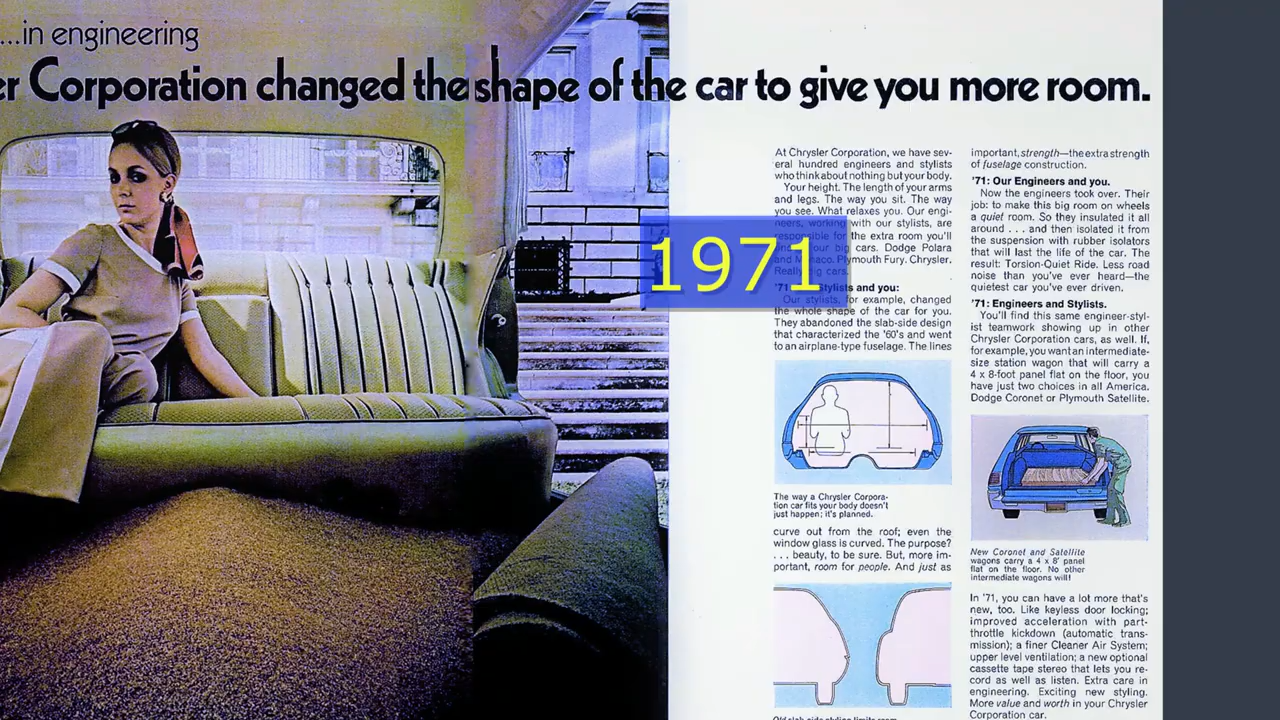 ...in engineering
er Corporation changed the shape of the car to give you more room.
At Chrysler Corporation, we have sev-
eral hundred engineers and stylists
who think about nothing but your body.
Your height. The length of your arms
and legs. The way you sit. The way
you see. What relaxes you. Our engi-
neers, working with our stylists, are
responsible for the extra room you'll
your big cars. Dodge Polara
and Monaco. Plymouth Fury. Chrysler.
Really big cars.
1971
'71: Stylists and you:
Our stylists, for example, changed
the whole shape of the car for you.
They abandoned the slab-side design
that characterized the '60's and went
to an airplane-type fuselage. The lines
The way a Chrysler Corpora-
tion car fits your body doesn't
just happen; it's planned.
curve out from the roof; even the
window glass is curved. The purpose?
. . . beauty, to be sure. But, more im-
portant, room for people. And just as
Old slab-side styling limits room
important, strength—the extra strength
of fuselage construction.
'71: Our Engineers and you.
Now the engineers took over. Their
job: to make this big room on wheels
a quiet room. So they insulated it all
around . . . and then isolated it from
the suspension with rubber isolators
that will last the life of the car. The
result: Torsion-Quiet Ride. Less road
noise than you've ever heard—the
quietest car you've ever driven.
'71: Engineers and Stylists.
You'll find this same engineer-styl-
ist teamwork showing up in other
Chrysler Corporation cars, as well. If,
for example, you want an intermediate-
size station wagon that will carry a
4 x 8-foot panel flat on the floor, you
have just two choices in all America.
Dodge Coronet or Plymouth Satellite.
New Coronet and Satellite
wagons carry a 4 x 8' panel
flat on the floor. No other
intermediate wagons will!
In '71, you can have a lot more that's
new, too. Like keyless door locking;
improved acceleration with part-
throttle kickdown (automatic trans-
mission); a finer Cleaner Air System;
upper level ventilation; a new optional
cassette tape stereo that lets you re-
cord as well as listen. Extra care in
engineering. Exciting new styling.
More value and worth in your Chrysler
Corporation car.